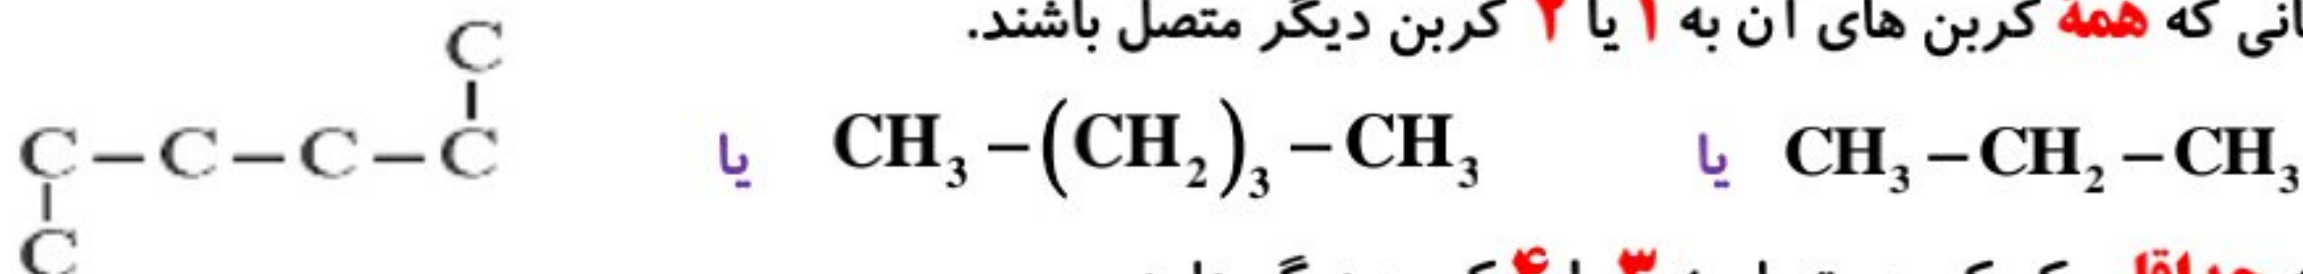 که همهٔ کربن های آن به ۱ یا ۲ کربن دیگر متصل باشند.
CH₃ – CH₂ – CH₃ یا CH₃ – (CH₂)₃ – CH₃ یا
C
C – C – C – C
C